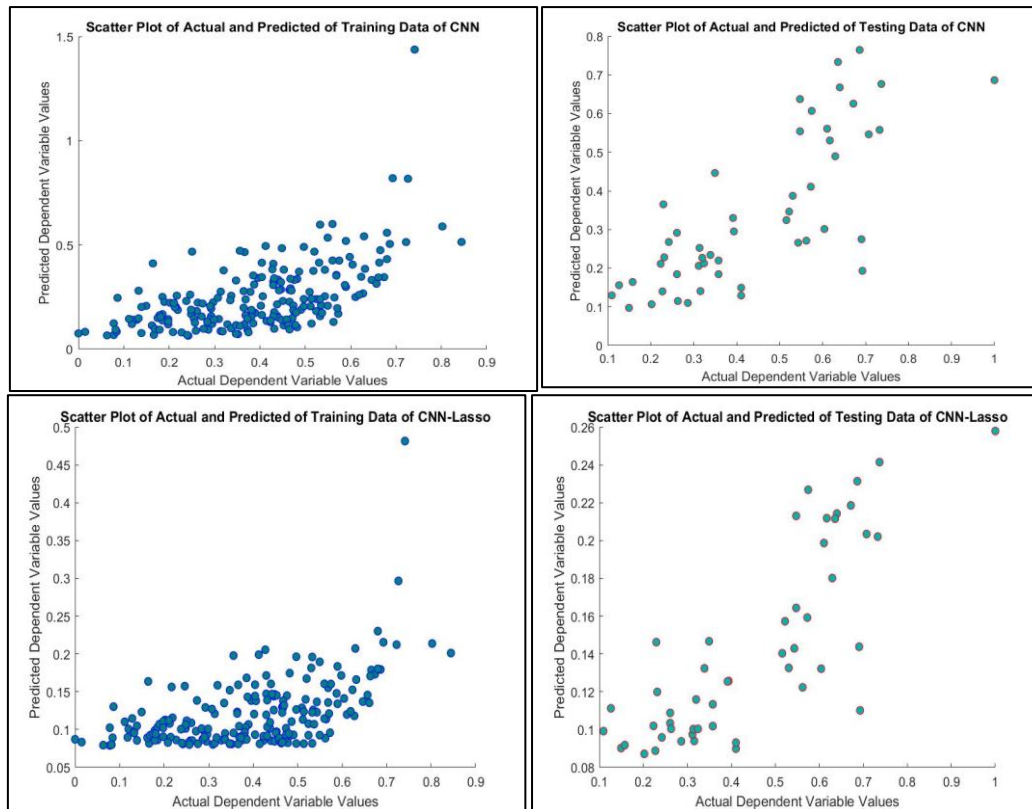 Scatter Plot of Actual and Predicted of Training Data of CNN
1.5
1
0.5
0
Predicted Dependent Variable Values
0 0.1 0.2 0.3 0.4 0.5 0.6 0.7 0.8 0.9
Actual Dependent Variable Values
Scatter Plot of Actual and Predicted of Testing Data of CNN
0.8
0.7
0.6
0.5
0.4
0.3
0.2
0.1
0
Predicted Dependent Variable Values
0.1 0.2 0.3 0.4 0.5 0.6 0.7 0.8 0.9 1
Actual Dependent Variable Values
Scatter Plot of Actual and Predicted of Training Data of CNN-Lasso
0.5
0.45
0.4
0.35
0.3
0.25
0.2
0.15
0.1
0.05
Predicted Dependent Variable Values
0 0.1 0.2 0.3 0.4 0.5 0.6 0.7 0.8 0.9
Actual Dependent Variable Values
Scatter Plot of Actual and Predicted of Testing Data of CNN-Lasso
0.26
0.24
0.22
0.2
0.18
0.16
0.14
0.12
0.1
0.08
Predicted Dependent Variable Values
0.1 0.2 0.3 0.4 0.5 0.6 0.7 0.8 0.9 1
Actual Dependent Variable Values